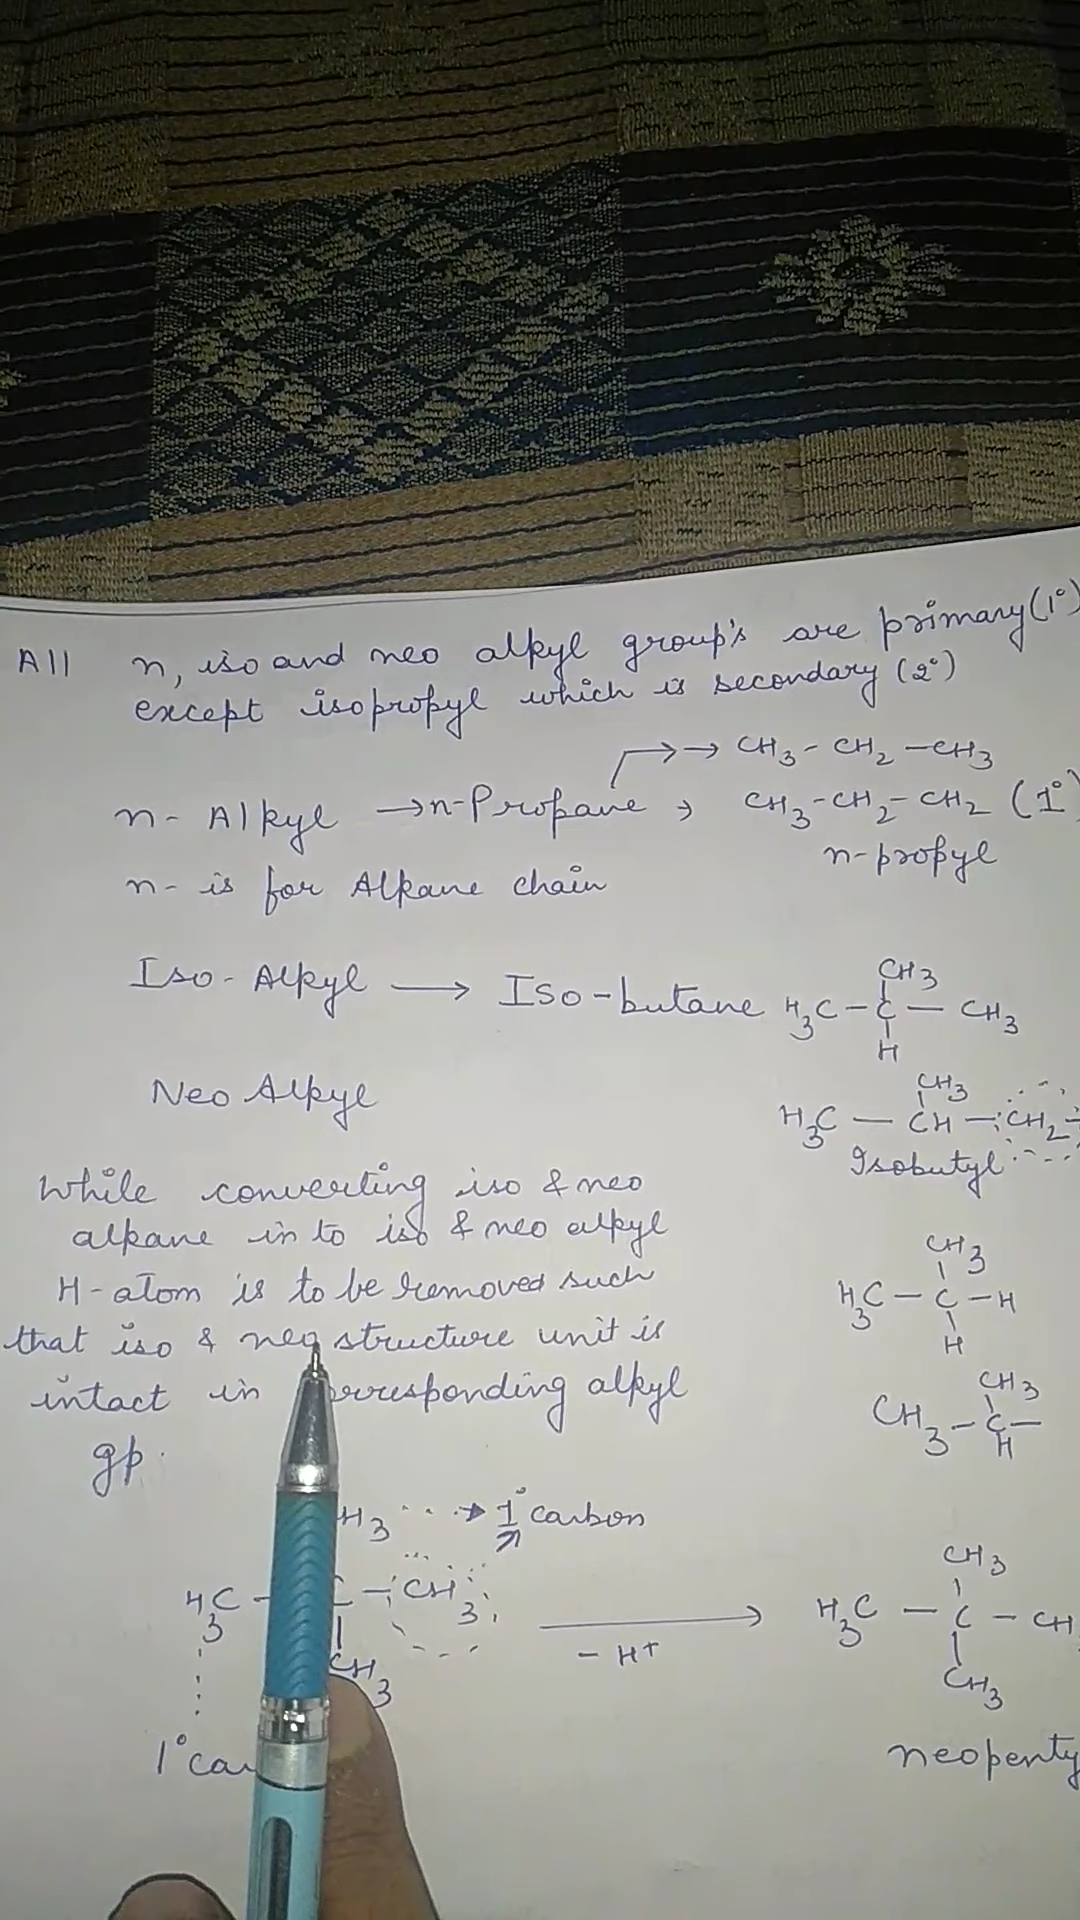 All n, iso and neo alkyl group's are primary (1°)
except isopropyl which is secondary (2°)
→→ CH3 - CH2 - CH3
n- Alkyl → n-Propane , CH3-CH2-CH2 (1°)
n-propyl
n- is for Alkane chain
CH3
Iso- Alkyl → Iso-butane H3C - C - CH3
H
Neo Alkyl
CH3
H3C - CH - CH2 -
Isobutyl
While converting iso & neo
alkane in to iso & neo alkyl
H-atom is to be removed such
that iso & neo structure unit is
intact in corresponding alkyl
gp.
CH3
H3C - C - H
H
CH3
CH3 - C -
H
H3 → 1° carbon
H3C - C - CH3
CH3
1° ca
- H+
CH3
H3C - C - CH
CH3
neopenty